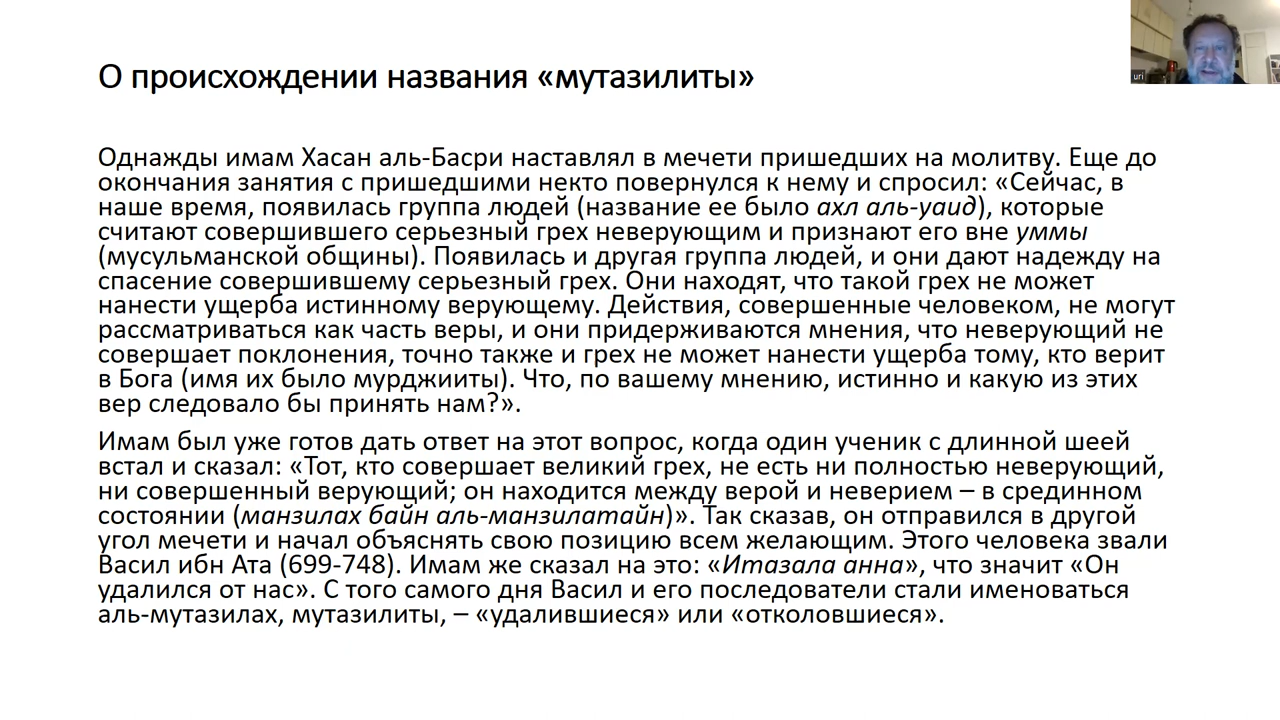 О происхождении названия «мутазилиты»
uri
Однажды имам Хасан аль-Басри наставлял в мечети пришедших на молитву. Еще до
окончания занятия с пришедшими некто повернулся к нему и спросил: «Сейчас, в
наше время, появилась группа людей (название ее было ахл аль-уаид), которые
считают совершившего серьезный грех неверующим и признают его вне уммы
(мусульманской общины). Появилась и другая группа людей, и они дают надежду на
спасение совершившему серьезный грех. Они находят, что такой грех не может
нанести ущерба истинному верующему. Действия, совершенные человеком, не могут
рассматриваться как часть веры, и они придерживаются мнения, что неверующий не
совершает поклонения, точно также и грех не может нанести ущерба тому, кто верит
в Бога (имя их было мурджииты). Что, по вашему мнению, истинно и какую из этих
вер следовало бы принять нам?».
Имам был уже готов дать ответ на этот вопрос, когда один ученик с длинной шеей
встал и сказал: «Тот, кто совершает великий грех, не есть ни полностью неверующий,
ни совершенный верующий; он находится между верой и неверием – в срединном
состоянии (манзилах байн аль-манзилатайн)». Так сказав, он отправился в другой
угол мечети и начал объяснять свою позицию всем желающим. Этого человека звали
Васил ибн Ата (699-748). Имам же сказал на это: «Итазала анна», что значит «Он
удалился от нас». С того самого дня Васил и его последователи стали именоваться
аль-мутазилах, мутазилиты, – «удалившиеся» или «отколовшиеся».